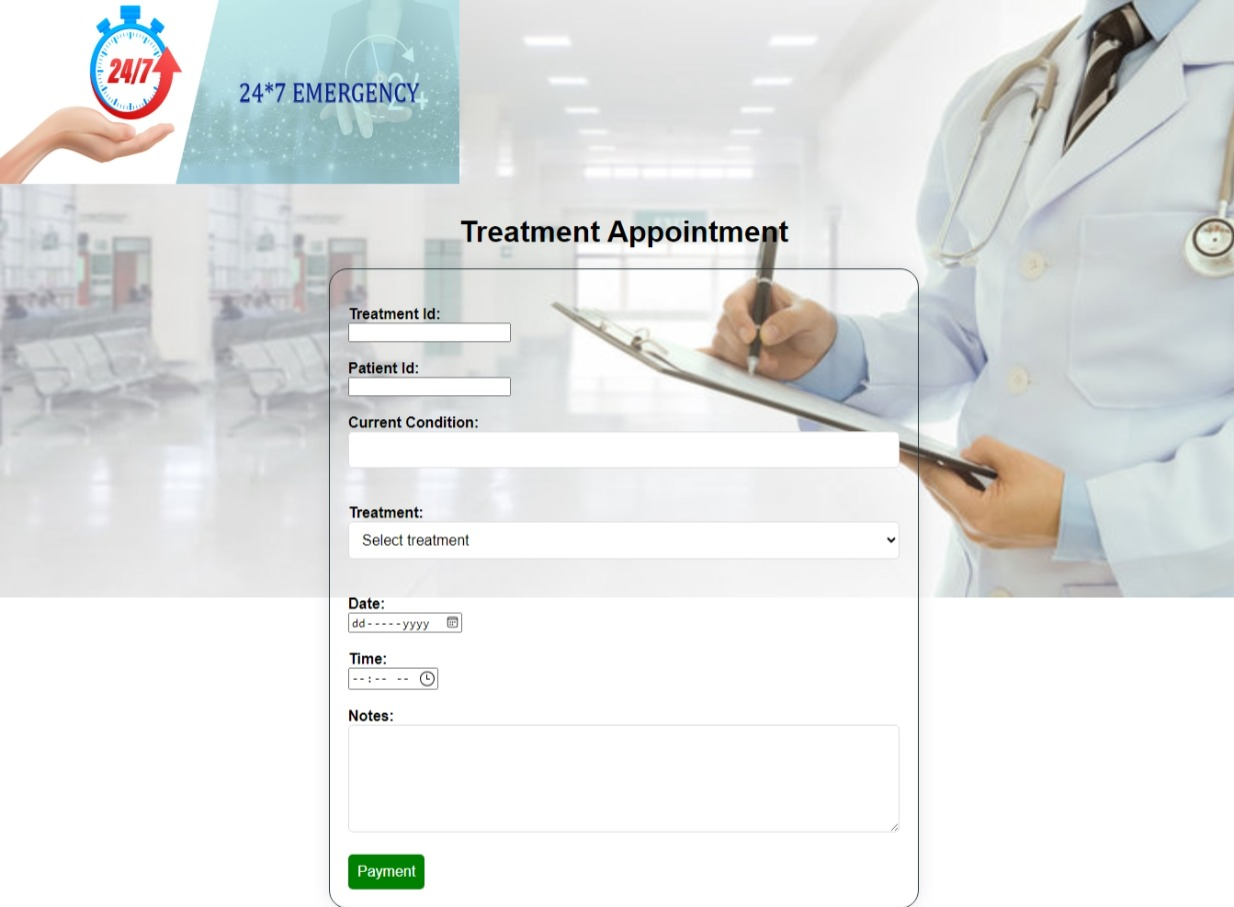 24/7
24*7 EMERGENCY
Treatment Appointment
Treatment Id:
Patient Id:
Current Condition:
Treatment:
Select treatment
Date:
dd-----yyyy
Time:
--:-- --
Notes:
Payment